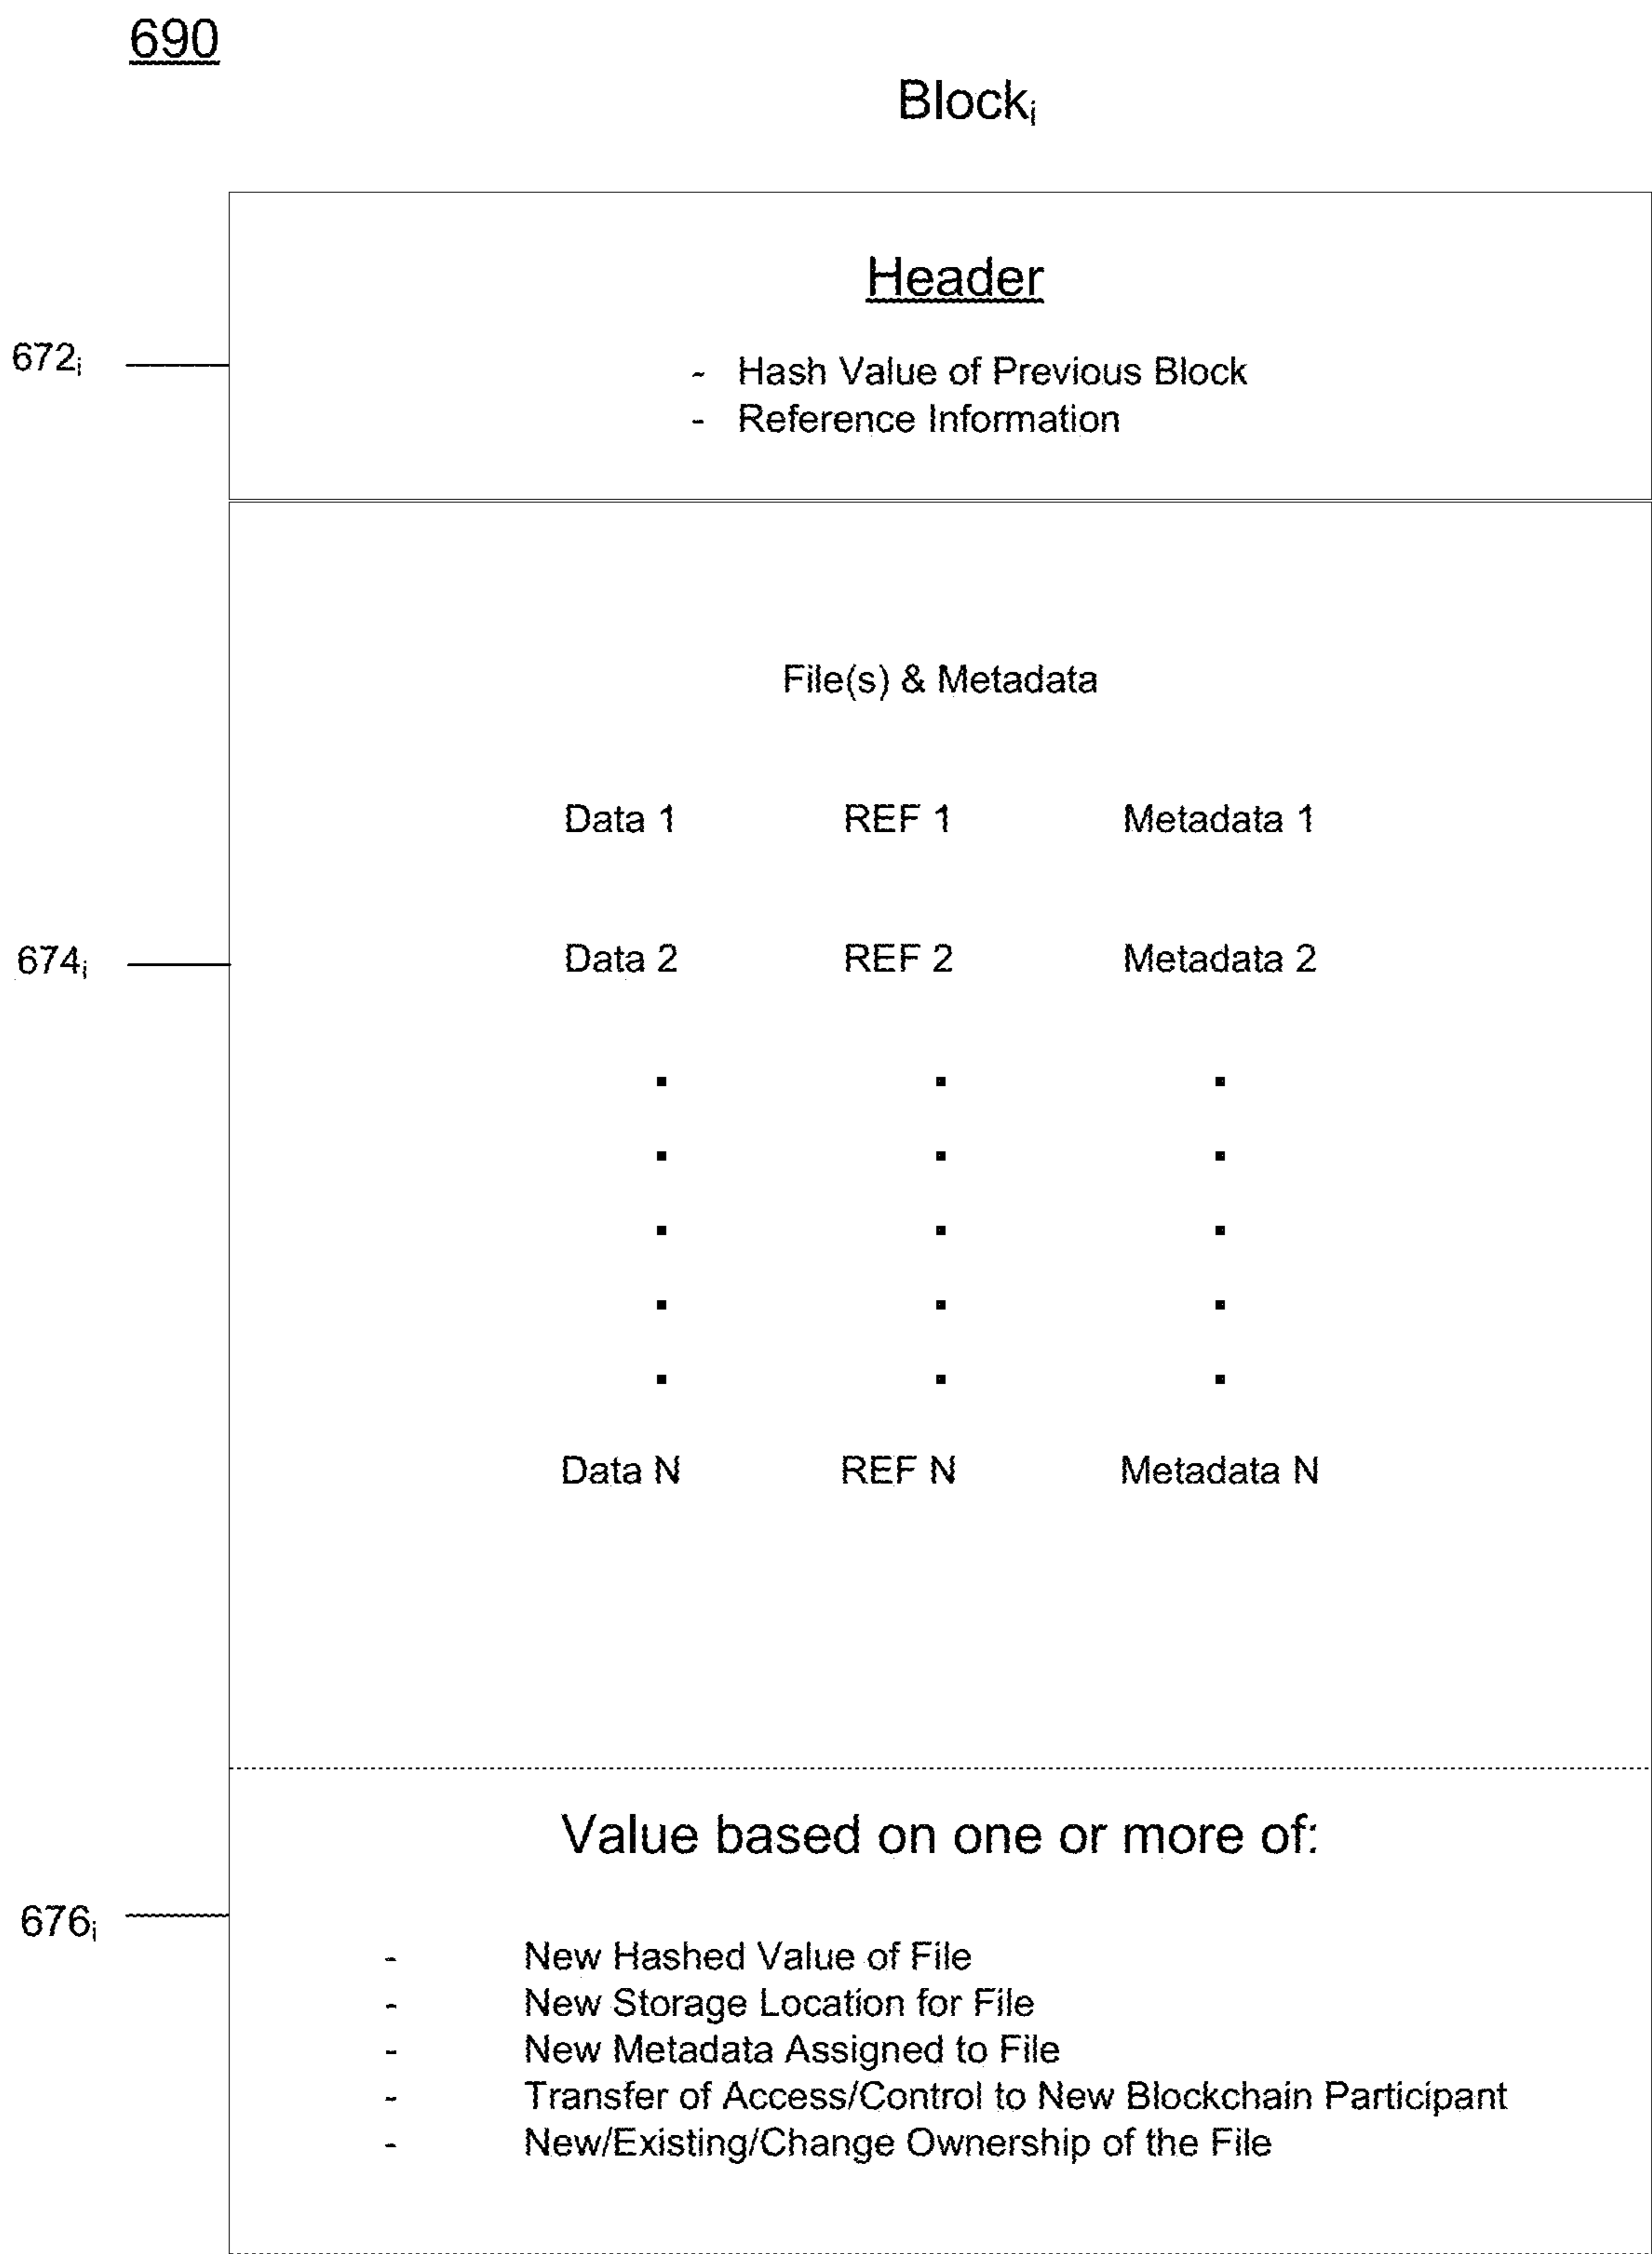 690
Blockᵢ
Header
672ᵢ
- Hash Value of Previous Block
- Reference Information
File(s) & Metadata
Data 1 REF 1 Metadata 1
674ᵢ Data 2 REF 2 Metadata 2
Data N REF N Metadata N
Value based on one or more of:
676ᵢ
- New Hashed Value of File
- New Storage Location for File
- New Metadata Assigned to File
- Transfer of Access/Control to New Blockchain Participant
- New/Existing/Change Ownership of the File